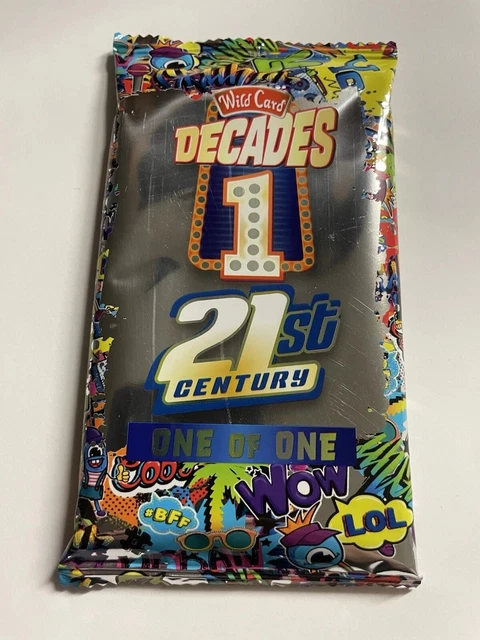 Wild Card
DECADES
1
21st
CENTURY
ONE OF ONE
WOW
#BFF
LOL